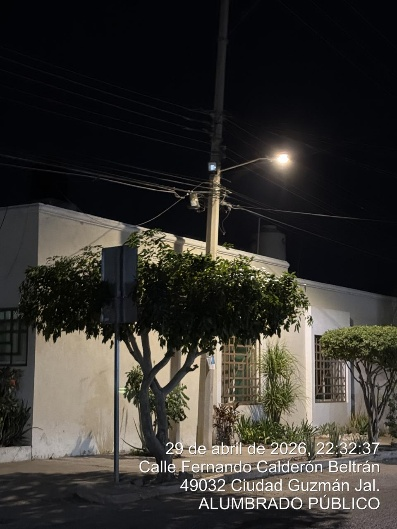 29 de abril de 2026, 22:32:37
Calle Fernando Calderón Beltrán
49032 Ciudad Guzmán Jal.
ALUMBRADO PÚBLICO